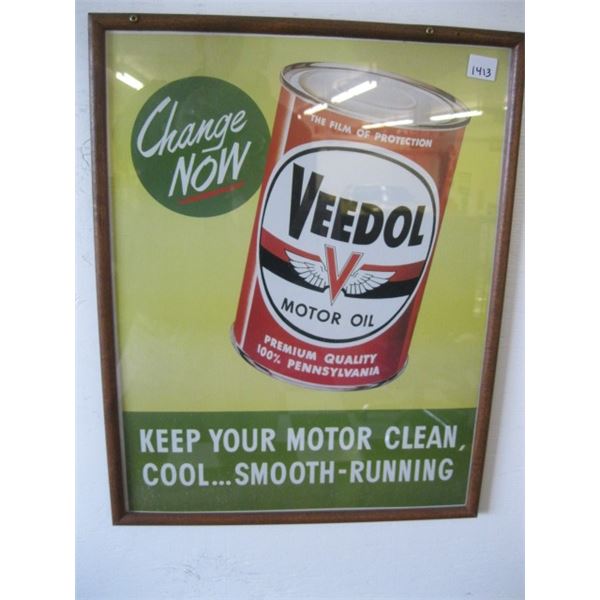 1413
Change
NOW
THE FILM OF PROTECTION
VEEDOL
V
MOTOR OIL
PREMIUM QUALITY
100% PENNSYLVANIA
KEEP YOUR MOTOR CLEAN,
COOL...SMOOTH-RUNNING